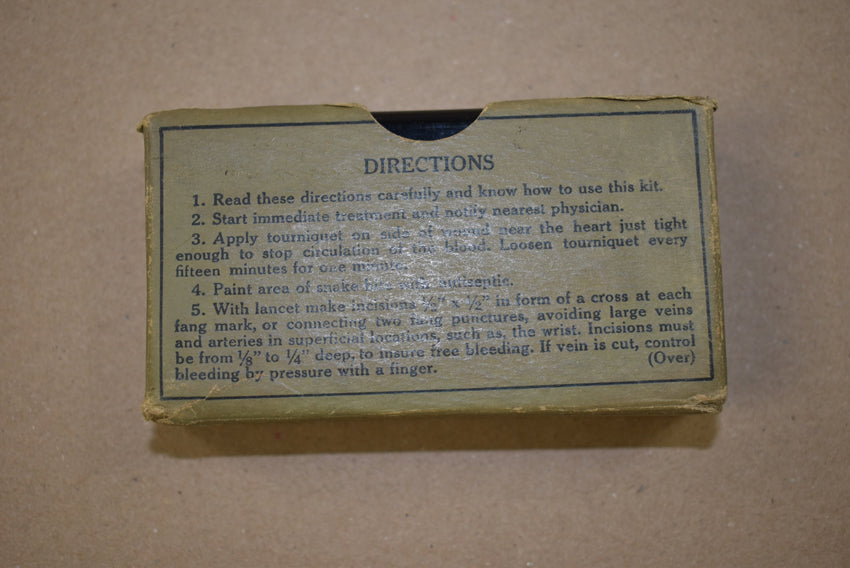 DIRECTIONS
1. Read these directions carefully and know how to use this kit.
2. Start immediate treatment and notify nearest physician.
3. Apply tourniquet on side of wound near the heart just tight
enough to stop circulation of the blood. Loosen tourniquet every
fifteen minutes for one minute.
4. Paint area of snake bite with antiseptic.
5. With lancet make incisions x ½" in form of a cross at each
fang mark, or connecting two fang punctures, avoiding large veins
and arteries in superficial locations, such as, the wrist. Incisions must
be from ⅛" to ¼" deep, to insure free bleeding. If vein is cut, control
bleeding by pressure with a finger. (Over)